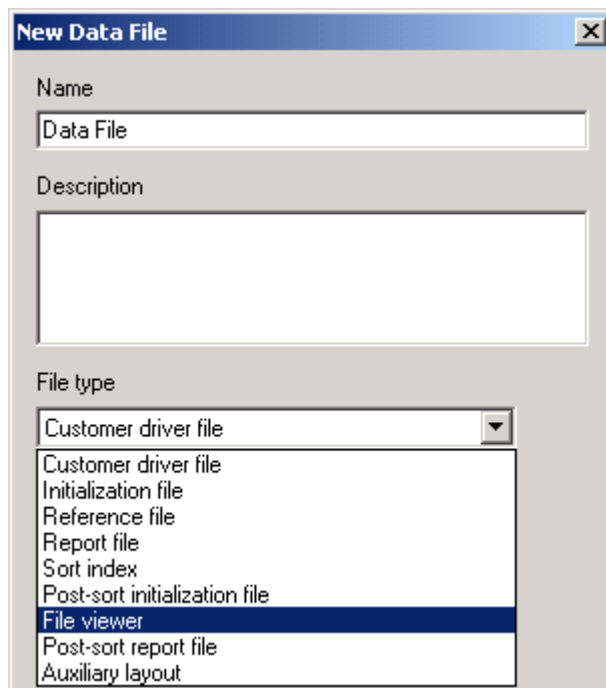 New Data File
Name
Data File
Description
File type
Customer driver file
Customer driver file
Initialization file
Reference file
Report file
Sort index
Post-sort initialization file
File viewer
Post-sort report file
Auxiliary layout